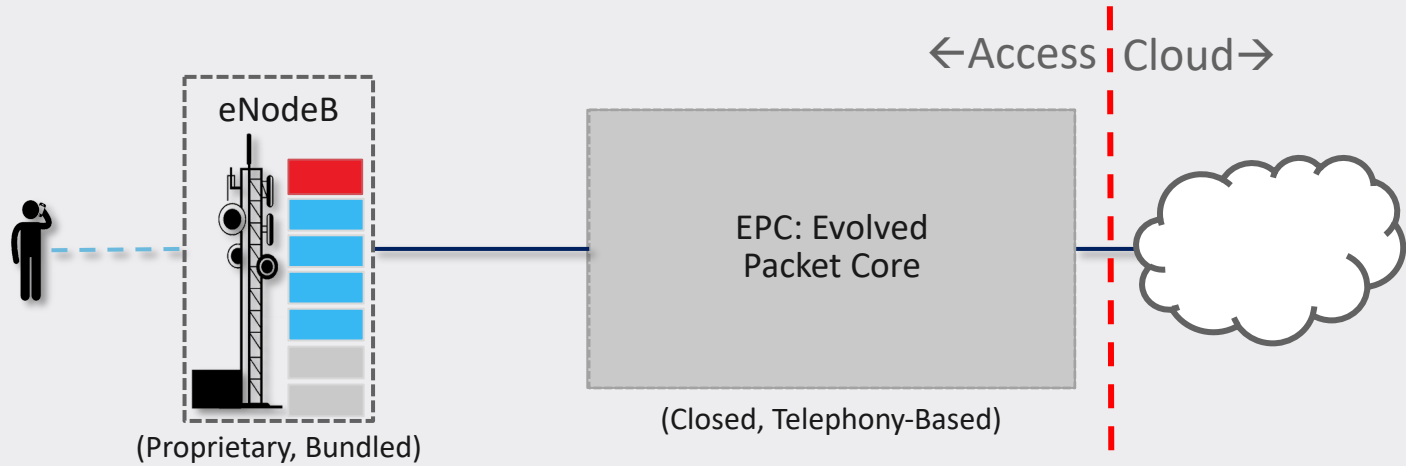 ←Access
Cloud→
eNodeB
EPC: Evolved
Packet Core
(Closed, Telephony-Based)
(Proprietary, Bundled)